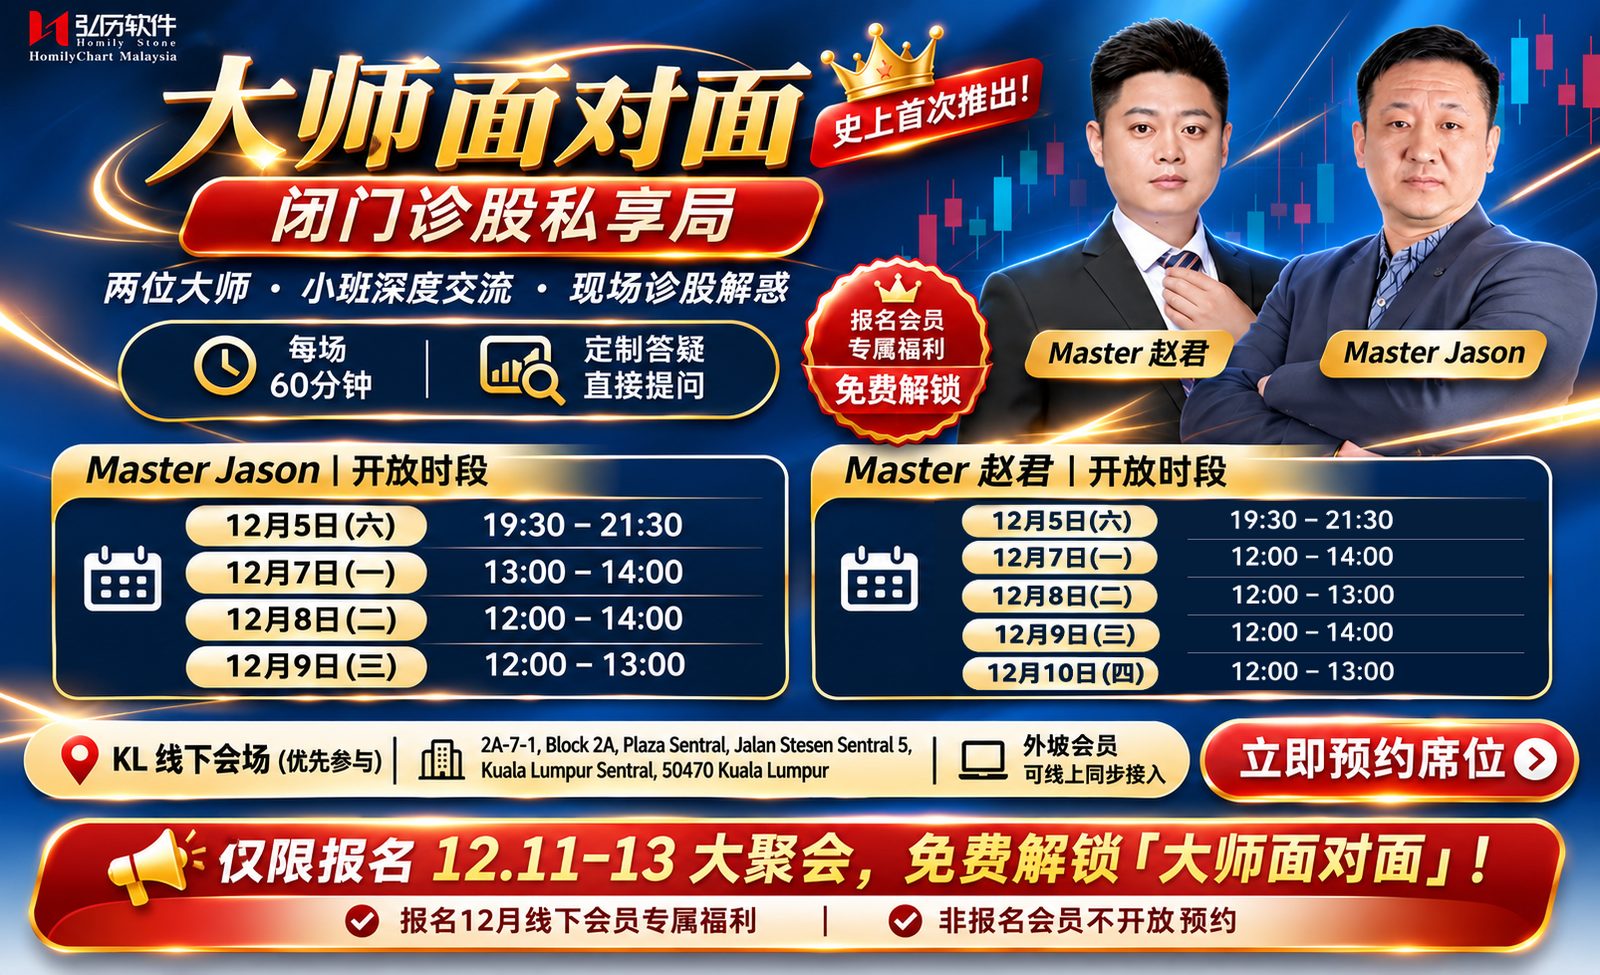 弘历软件
Homily Stone
HomilyChart Malaysia
大师面对面
史上首次推出!
闭门诊股私享局
两位大师 · 小班深度交流 · 现场诊股解惑
每场
60分钟
定制答疑
直接提问
报名会员
专属福利
免费解锁
Master 赵君
Master Jason
Master Jason | 开放时段
12月5日(六) 19:30 – 21:30
12月7日(一) 13:00 – 14:00
12月8日(二) 12:00 – 14:00
12月9日(三) 12:00 – 13:00
Master 赵君 | 开放时段
12月5日(六) 19:30 – 21:30
12月7日(一) 12:00 – 14:00
12月8日(二) 12:00 – 13:00
12月9日(三) 12:00 – 14:00
12月10日(四) 12:00 – 13:00
KL 线下会场 (优先参与)
2A-7-1, Block 2A, Plaza Sentral, Jalan Stesen Sentral 5,
Kuala Lumpur Sentral, 50470 Kuala Lumpur
外坡会员
可线上同步接入
立即预约席位
仅限报名 12.11–13 大聚会，免费解锁「大师面对面」!
报名12月线下会员专属福利 | 非报名会员不开放预约